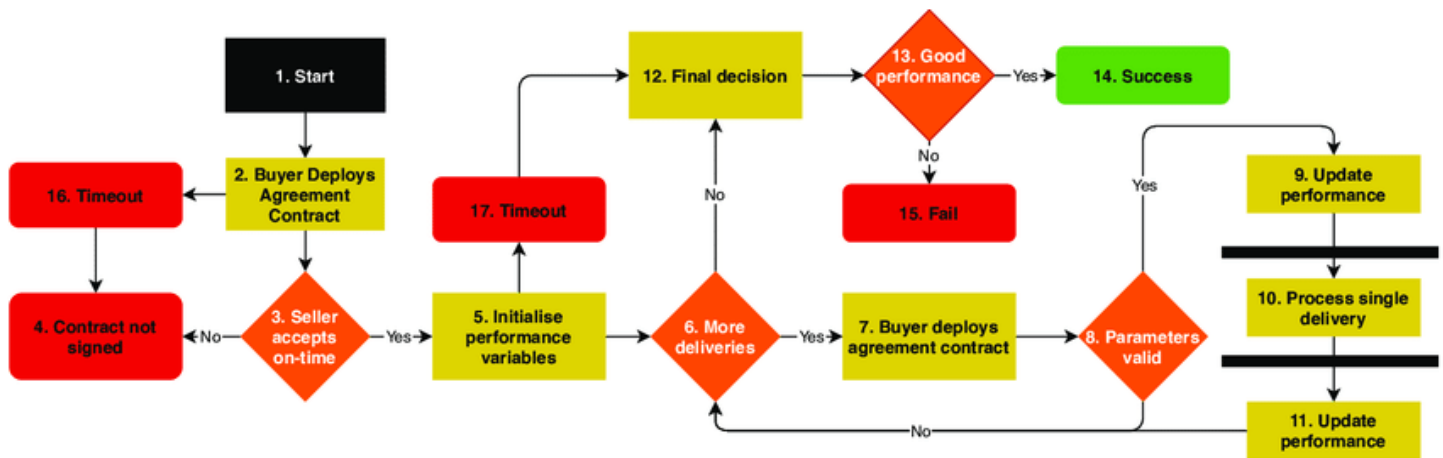 1. Start
2. Buyer Deploys
Agreement
Contract
16. Timeout
3. Seller
accepts
on-time
No
4. Contract not
signed
Yes
5. Initialise
performance
variables
17. Timeout
6. More
deliveries
No
12. Final decision
13. Good
performance
Yes
14. Success
No
15. Fail
Yes
7. Buyer deploys
agreement contract
8. Parameters
valid
Yes
9. Update
performance
10. Process single
delivery
11. Update
performance
No